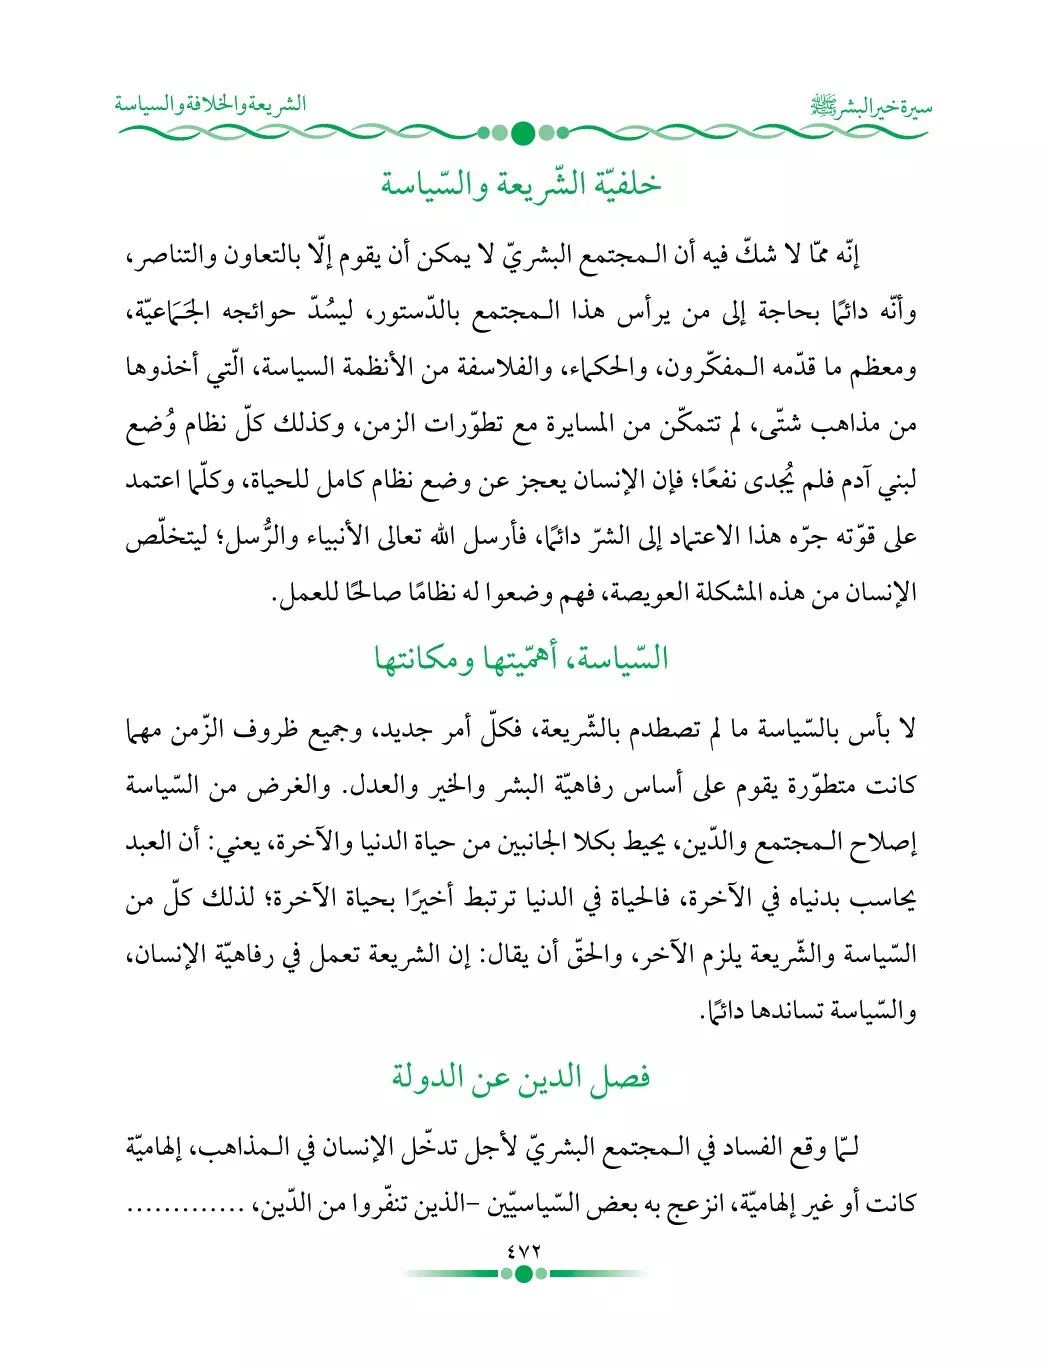 سيرة خير البشر ﷺ
الشريعة والخلافة والسياسة
خلفيّة الشّريعة والسّياسة
إنّه ممّا لا شكّ فيه أن الـمجتمع البشريّ لا يمكن أن يقوم إلّا بالتعاون والتناصر،
وأنّه دائمًا بحاجة إلى من يرأس هذا الـمجتمع بالدّستور، ليسُدّ حوائجه الجَـمَاعيّة،
ومعظم ما قدّمه الـمفكّرون، والحكماء، والفلاسفة من الأنظمة السياسة، الّتي أخذوها
من مذاهب شتّى، لم تتمكّن من المسايرة مع تطوّرات الزمن، وكذلك كلّ نظام وُضع
لبني آدم فلم يُجدى نفعًا؛ فإن الإنسان يعجز عن وضع نظام كامل للحياة، وكلّما اعتمد
على قوّته جرّه هذا الاعتماد إلى الشرّ دائمًا، فأرسل الله تعالى الأنبياء والرُّسل؛ ليتخلّص
الإنسان من هذه المشكلة العويصة، فهم وضعوا له نظامًا صالحًا للعمل.
السّياسة، أهمّيتها ومكانتها
لا بأس بالسّياسة ما لم تصطدم بالشّريعة، فكلّ أمر جديد، وجميع ظروف الزّمن مهما
كانت متطوّرة يقوم على أساس رفاهيّة البشر والخير والعدل. والغرض من السّياسة
إصلاح الـمجتمع والدّين، يحيط بكلا الجانبين من حياة الدنيا والآخرة، يعني: أن العبد
يحاسب بدنياه في الآخرة، فالحياة في الدنيا ترتبط أخيرًا بحياة الآخرة؛ لذلك كلّ من
السّياسة والشّريعة يلزم الآخر، والحقّ أن يقال: إن الشريعة تعمل في رفاهيّة الإنسان،
والسّياسة تساندها دائمًا.
فصل الدين عن الدولة
لـمّا وقع الفساد في الـمجتمع البشريّ لأجل تدخّل الإنسان في الـمذاهب، إلهاميّة
كانت أو غير إلهاميّة، انزعج به بعض السّياسيّين -الذين تنفّروا من الدّين، .............
٤٧٢